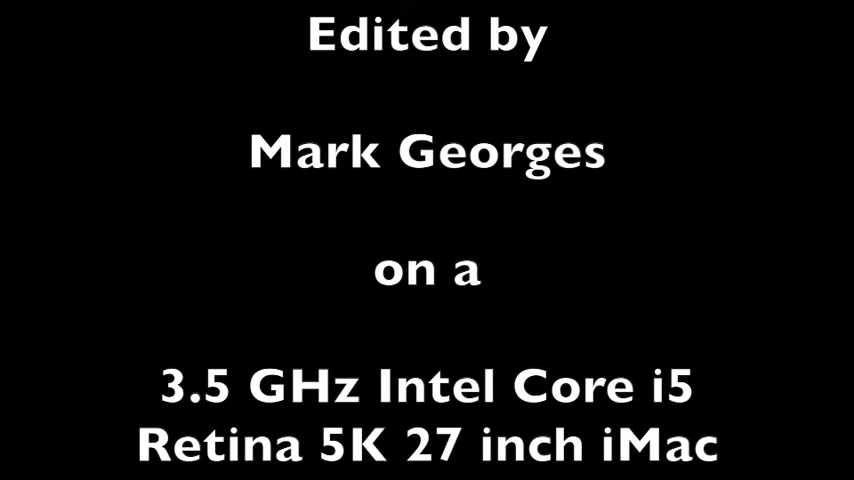 Edited by
Mark Georges
on a
3.5 GHz Intel Core i5
Retina 5K 27 inch iMac